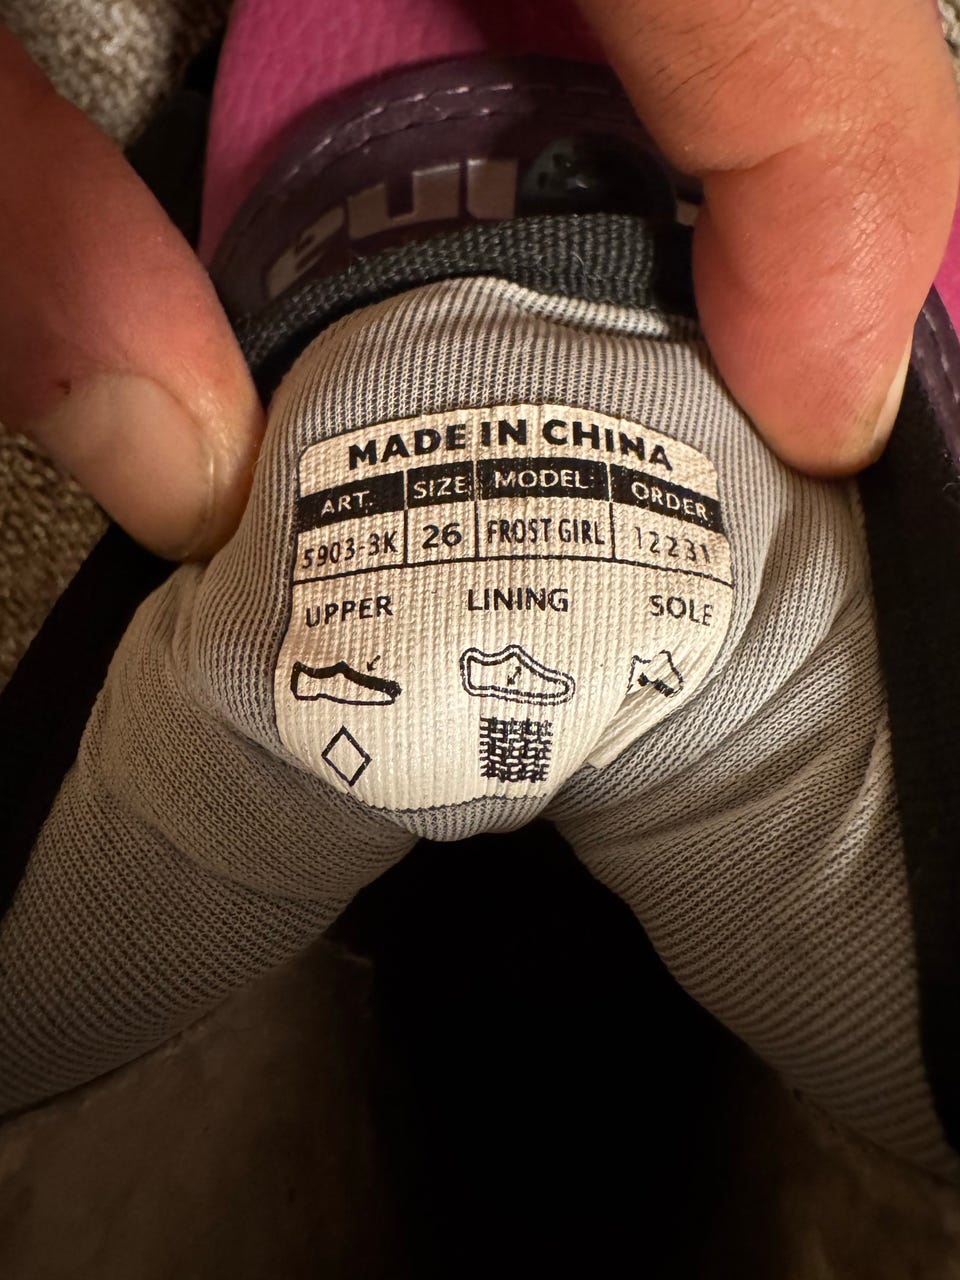 MADE IN CHINA
ART. SIZE MODEL: ORDER:
5903-3K 26 FROST GIRL 12231
UPPER LINING SOLE